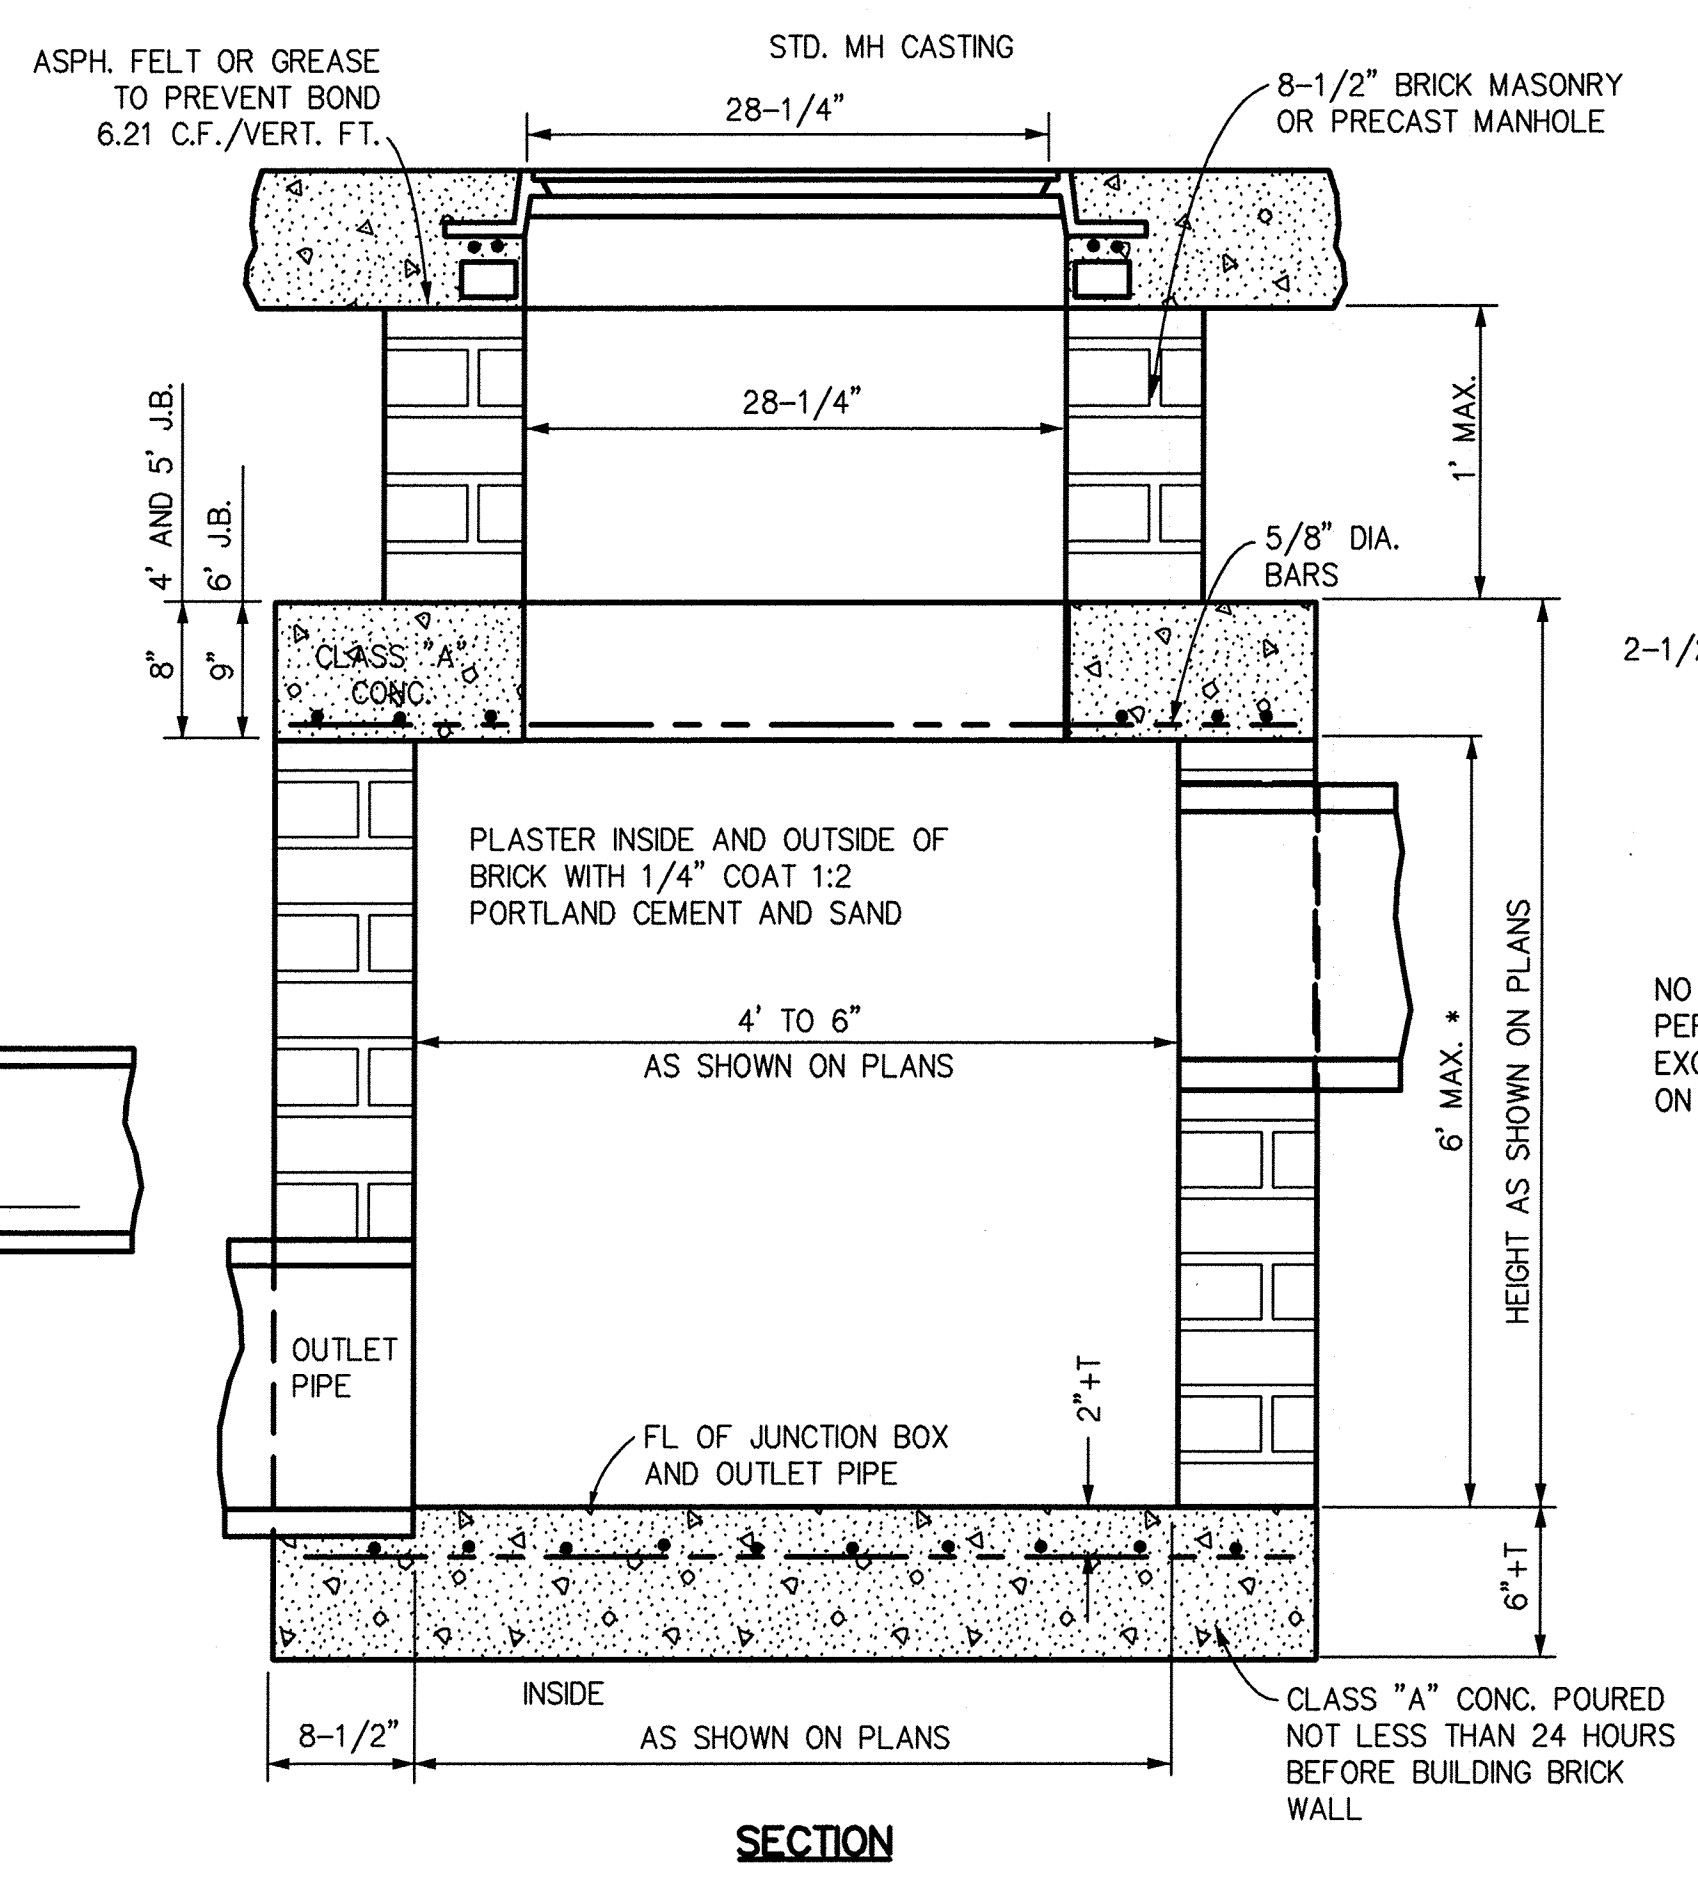 STD. MH CASTING
ASPH. FELT OR GREASE
TO PREVENT BOND
6.21 C.F./VERT. FT.
28-1/4"
8-1/2" BRICK MASONRY
OR PRECAST MANHOLE
28-1/4"
1' MAX.
4' AND 5' J.B.
6' J.B.
8"
9"
5/8" DIA.
BARS
CLASS "A"
CONC.
PLASTER INSIDE AND OUTSIDE OF
BRICK WITH 1/4" COAT 1:2
PORTLAND CEMENT AND SAND
4' TO 6"
AS SHOWN ON PLANS
6' MAX. *
HEIGHT AS SHOWN ON PLANS
2-1/2
NO
PER
EXC
ON
OUTLET
PIPE
2"+T
FL OF JUNCTION BOX
AND OUTLET PIPE
6"+T
INSIDE
8-1/2"
AS SHOWN ON PLANS
CLASS "A" CONC. POURED
NOT LESS THAN 24 HOURS
BEFORE BUILDING BRICK
WALL
SECTION